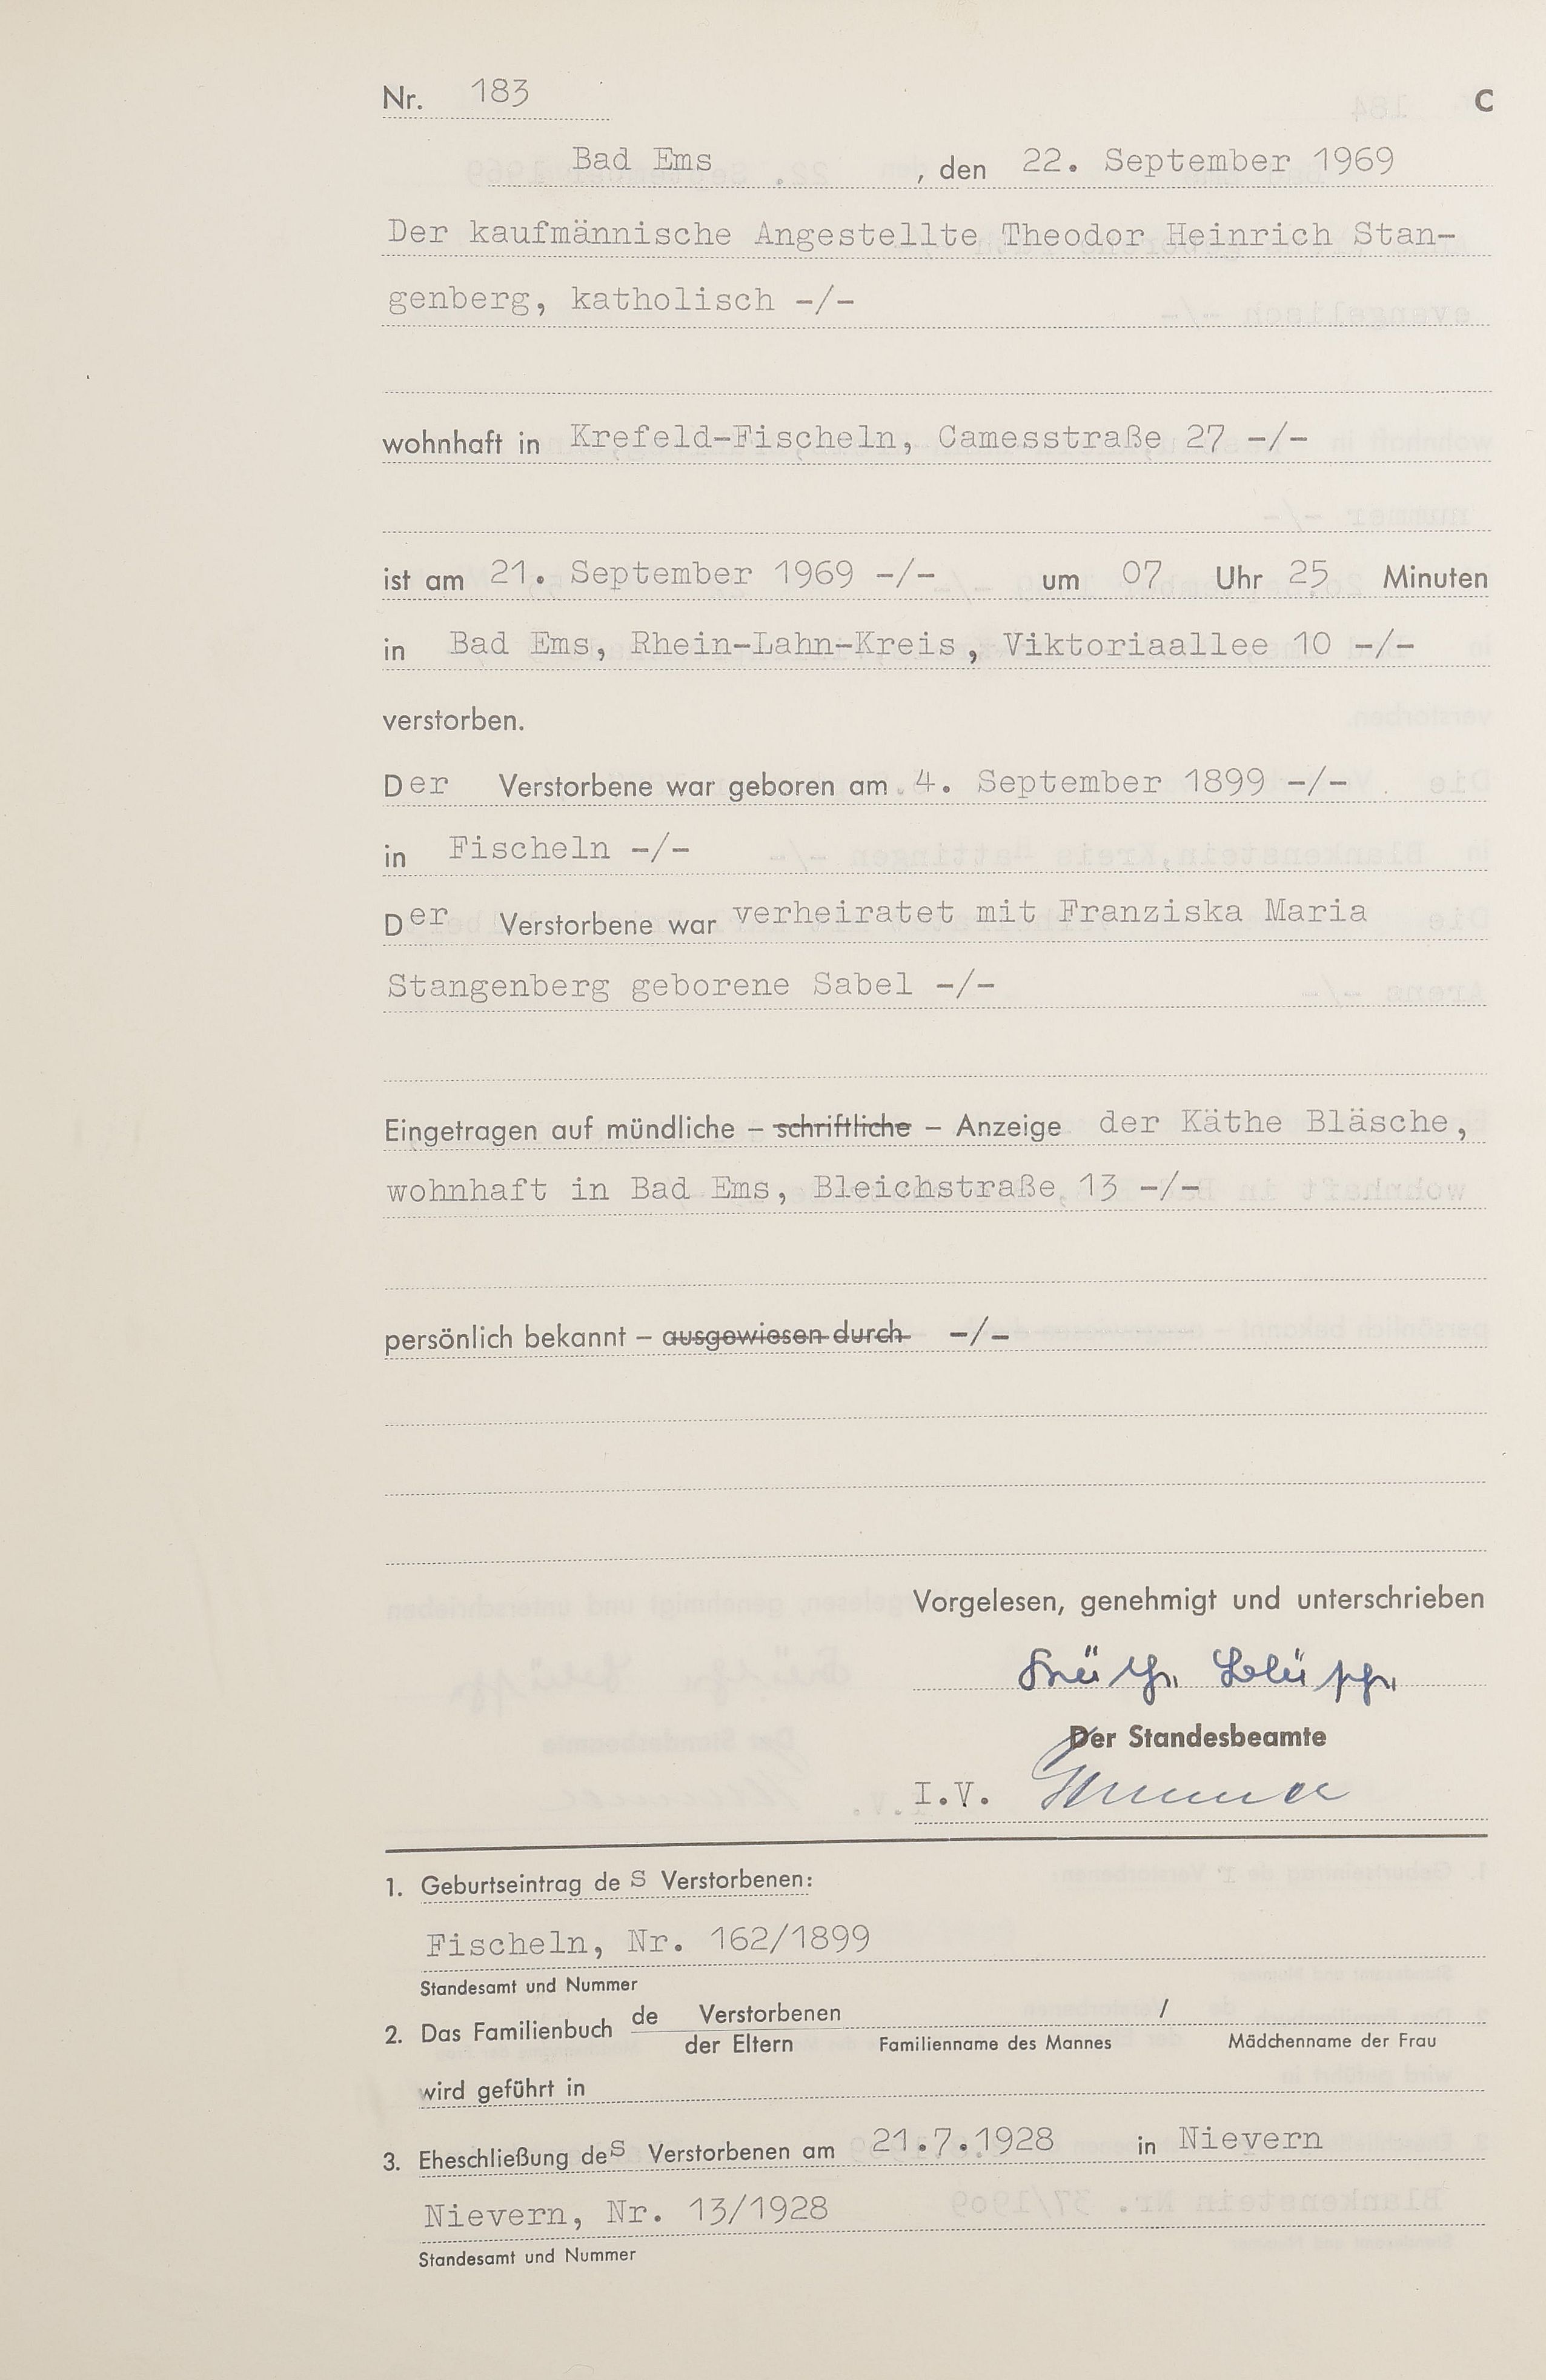 Nr. 183
C
Bad Ems , den 22. September 1969
Der kaufmännische Angestellte Theodor Heinrich Stan-
genberg, katholisch -/-
wohnhaft in Krefeld-Fischeln, Camesstraße 27 -/-
ist am 21. September 1969 -/- um 07 Uhr 25 Minuten
in Bad Ems, Rhein-Lahn-Kreis, Viktoriaallee 10 -/-
verstorben.
Der Verstorbene war geboren am 4. September 1899 -/-
in Fischeln -/-
Der Verstorbene war verheiratet mit Franziska Maria
Stangenberg geborene Sabel -/-
Eingetragen auf mündliche – schriftliche – Anzeige der Käthe Bläsche,
wohnhaft in Bad Ems, Bleichstraße 13 -/-
persönlich bekannt – ausgewiesen durch -/-
Vorgelesen, genehmigt und unterschrieben
Käthe Bläsche
Der Standesbeamte
I.V.
1. Geburtseintrag des Verstorbenen:
Fischeln, Nr. 162/1899
Standesamt und Nummer
2. Das Familienbuch de Verstorbenen /
der Eltern Familienname des Mannes Mädchenname der Frau
wird geführt in
3. Eheschließung des Verstorbenen am 21.7.1928 in Nievern
Nievern, Nr. 13/1928
Standesamt und Nummer